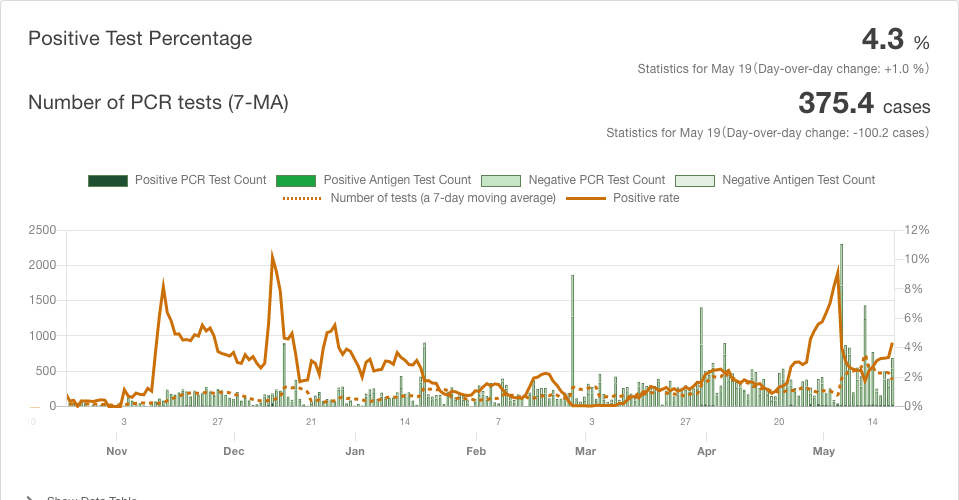 Positive Test Percentage
4.3 %
Statistics for May 19(Day-over-day change: +1.0 %)
Number of PCR tests (7-MA)
375.4 cases
Statistics for May 19(Day-over-day change: -100.2 cases)
Positive PCR Test Count Positive Antigen Test Count Negative PCR Test Count Negative Antigen Test Count
Number of tests (a 7-day moving average) Positive rate
2500 12%
2000 10%
1500 8%
1000 6%
500 4%
0 2%
0%
3 27 21 14 7 3 27 20 14
Nov Dec Jan Feb Mar Apr May
Show Data Table